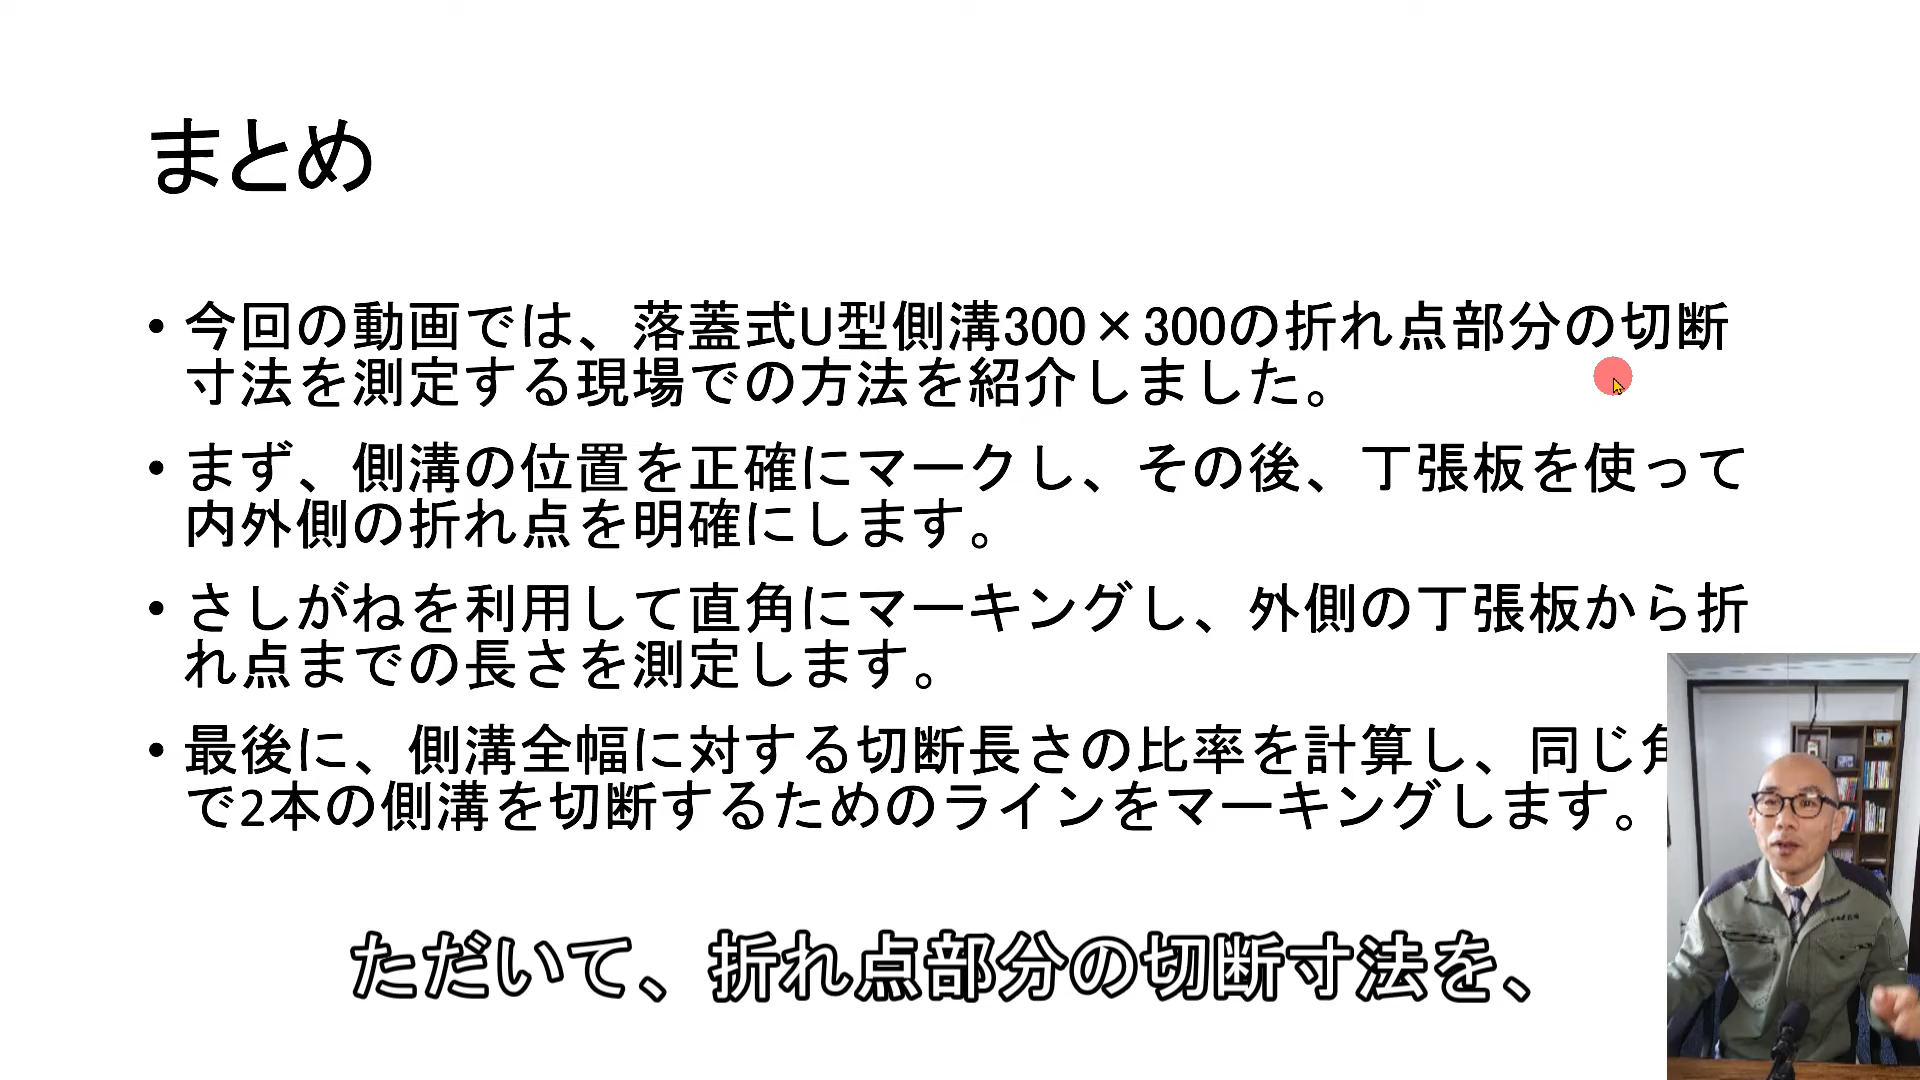 まとめ
• 今回の動画では、落蓋式U型側溝300×300の折れ点部分の切断
寸法を測定する現場での方法を紹介しました。
• まず、側溝の位置を正確にマークし、その後、丁張板を使って
内外側の折れ点を明確にします。
• さしがねを利用して直角にマーキングし、外側の丁張板から折
れ点までの長さを測定します。
• 最後に、側溝全幅に対する切断長さの比率を計算し、同じ角
で2本の側溝を切断するためのラインをマーキングします。
ただいて、折れ点部分の切断寸法を、